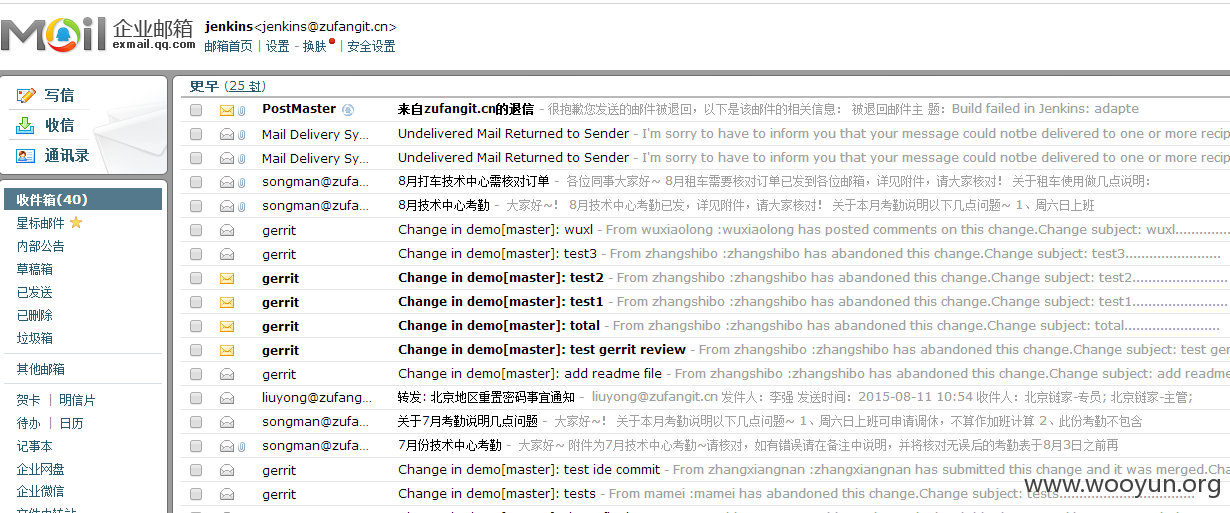 Mail 企业邮箱 exmail.qq.com
jenkins<jenkins@zufangit.cn>
邮箱首页 | 设置 - 换肤 | 安全设置
写信
收信
通讯录
收件箱(40)
星标邮件
内部公告
草稿箱
已发送
已删除
垃圾箱
其他邮箱
贺卡 | 明信片
待办 | 日历
记事本
企业网盘
企业微信
文件中转站
更早 (25 封)
PostMaster 来自zufangit.cn的退信 - 很抱歉您发送的邮件被退回，以下是该邮件的相关信息： 被退回邮件主 题：Build failed in Jenkins: adapte
Mail Delivery Sy... Undelivered Mail Returned to Sender - I'm sorry to have to inform you that your message could notbe delivered to one or more recip
Mail Delivery Sy... Undelivered Mail Returned to Sender - I'm sorry to have to inform you that your message could notbe delivered to one or more recip
songman@zufa... 8月打车技术中心需核对订单 - 各位同事大家好~ 8月租车需要核对订单已发到各位邮箱，详见附件，请大家核对！ 关于租车使用做几点说明：
songman@zufa... 8月技术中心考勤 - 大家好~！ 8月技术中心考勤已发，详见附件，请大家核对！ 关于本月考勤说明以下几点问题~ 1、周六日上班
gerrit Change in demo[master]: wuxl - From wuxiaolong :wuxiaolong has posted comments on this change.Change subject: wuxl..............
gerrit Change in demo[master]: test3 - From zhangshibo :zhangshibo has abandoned this change.Change subject: test3......................
gerrit Change in demo[master]: test2 - From zhangshibo :zhangshibo has abandoned this change.Change subject: test2......................
gerrit Change in demo[master]: test1 - From zhangshibo :zhangshibo has abandoned this change.Change subject: test1......................
gerrit Change in demo[master]: total - From zhangshibo :zhangshibo has abandoned this change.Change subject: total......................
gerrit Change in demo[master]: test gerrit review - From zhangshibo :zhangshibo has abandoned this change.Change subject: test ger
gerrit Change in demo[master]: add readme file - From zhangshibo :zhangshibo has abandoned this change.Change subject: add readme
liuyong@zufang... 转发: 北京地区重置密码事宜通知 - liuyong@zufangit.cn 发件人：李强 发送时间：2015-08-11 10:54 收件人：北京链家-专员; 北京链家-主管;
songman@zufa... 关于7月考勤说明几点问题 - 大家好~！ 关于本月考勤说明以下几点问题~ 1、周六日上班可申请调休，不算作加班计算 2、此份考勤不包含
songman@zufa... 7月份技术中心考勤 - 大家好~ 附件为7月技术中心考勤~请核对，如有错误请在备注中说明，并将核对无误后的考勤表于8月3日之前再
gerrit Change in demo[master]: test ide commit - From zhangxiangnan :zhangxiangnan has submitted this change and it was merged.Cha
gerrit Change in demo[master]: tests - From mamei :mamei has abandoned this change.Change subject: tests......................
www.wooyun.org